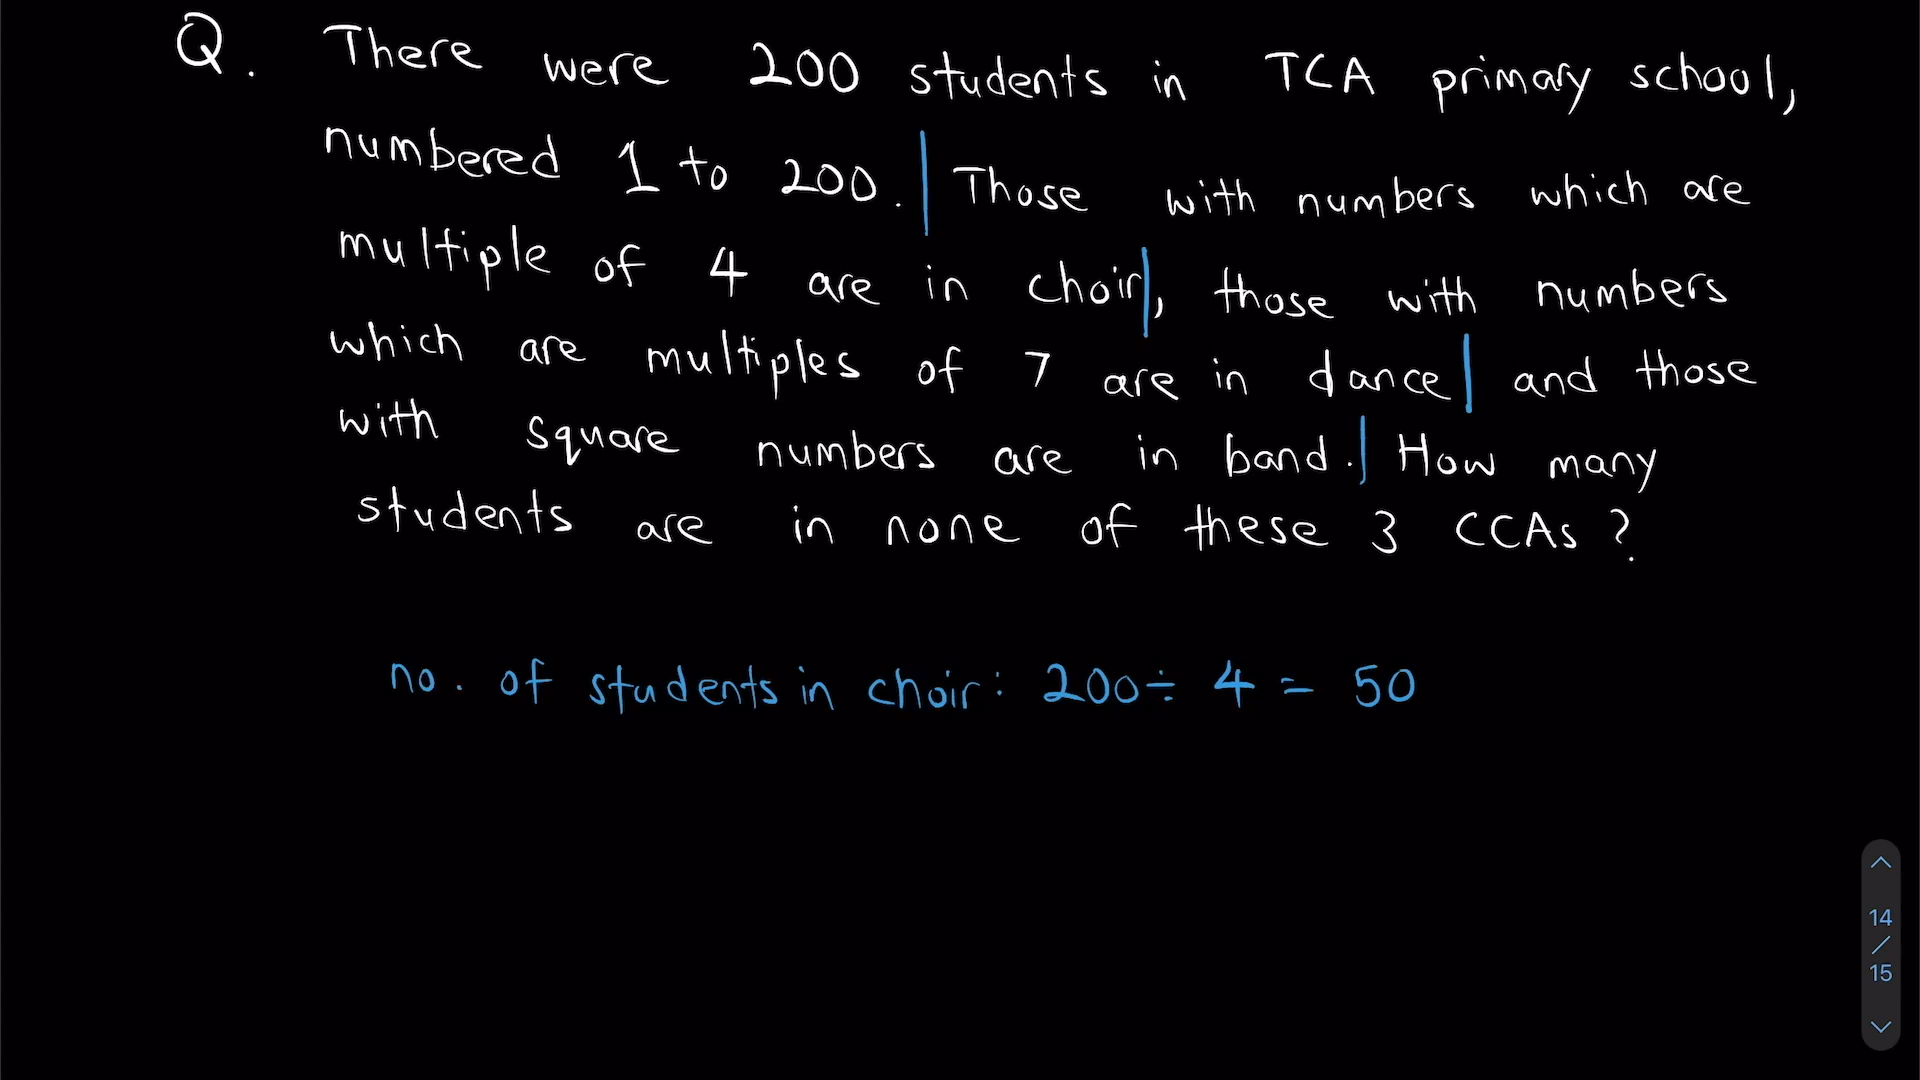 Q. There were 200 students in TCA primary school,
numbered 1 to 200. Those with numbers which are
multiple of 4 are in choir, those with numbers
which are multiples of 7 are in dance and those
with square numbers are in band. How many
students are in none of these 3 CCAs ?
no. of students in choir: 200 ÷ 4 = 50
14
/
15